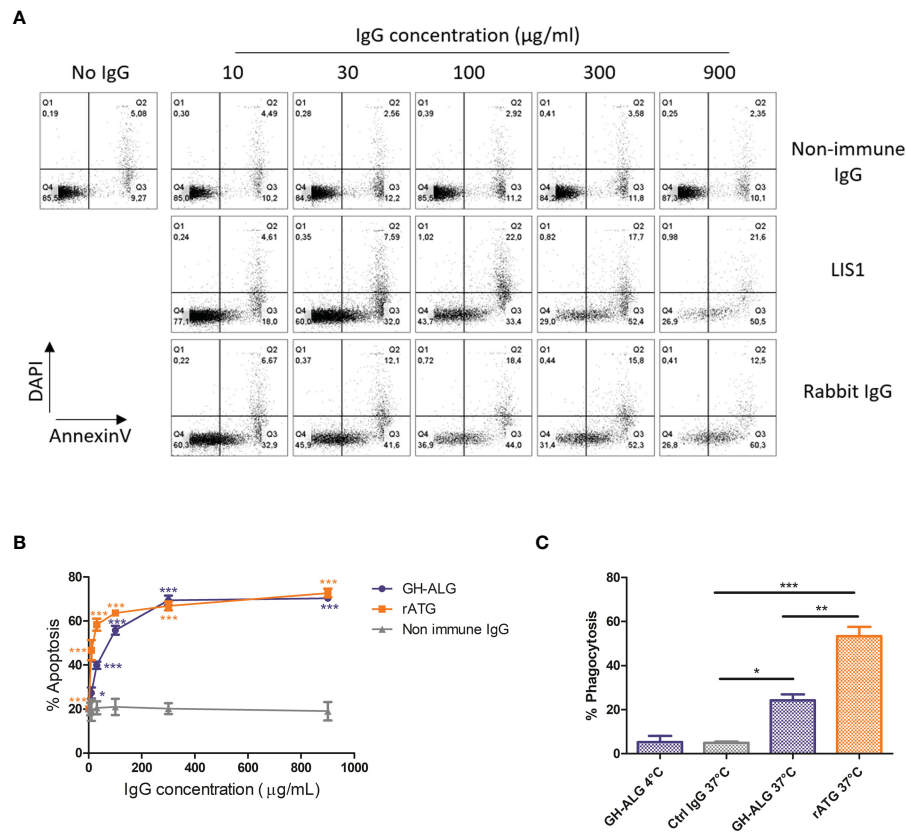 A
IgG concentration (µg/ml)
No IgG
10
30
100
300
900
Q1 Q2
0,19 5,08
Q4 Q3
85,5 9,27
Q1 Q2
0,30 4,49
Q4 Q3
85,0 10,2
Q1 Q2
0,28 2,56
Q4 Q3
84,9 12,2
Q1 Q2
0,39 2,92
Q4 Q3
85,5 11,2
Q1 Q2
0,41 3,58
Q4 Q3
84,2 11,8
Q1 Q2
0,25 2,35
Q4 Q3
87,3 10,1
Non-immune
IgG
Q1 Q2
0,24 4,61
Q4 Q3
77,1 18,0
Q1 Q2
0,35 7,59
Q4 Q3
60,0 32,0
Q1 Q2
1,02 22,0
Q4 Q3
43,7 33,4
Q1 Q2
0,82 17,7
Q4 Q3
29,0 52,4
Q1 Q2
0,98 21,6
Q4 Q3
26,9 50,5
LIS1
Q1 Q2
0,22 6,67
Q4 Q3
60,3 32,9
Q1 Q2
0,37 12,1
Q4 Q3
45,9 41,6
Q1 Q2
0,72 18,4
Q4 Q3
36,9 44,0
Q1 Q2
0,44 15,8
Q4 Q3
31,4 52,3
Q1 Q2
0,41 12,5
Q4 Q3
26,8 60,3
Rabbit IgG
DAPI
AnnexinV
B
% Apoptosis
80
60
40
20
0
0 200 400 600 800 1000
IgG concentration ( µg/mL)
*** *** *** *** *** ***
* *** *** *** ***
GH-ALG
rATG
Non immune IgG
C
% Phagocytosis
80
60
40
20
0
***
**
*
GH-ALG 4°C
Ctrl IgG 37°C
GH-ALG 37°C
rATG 37°C